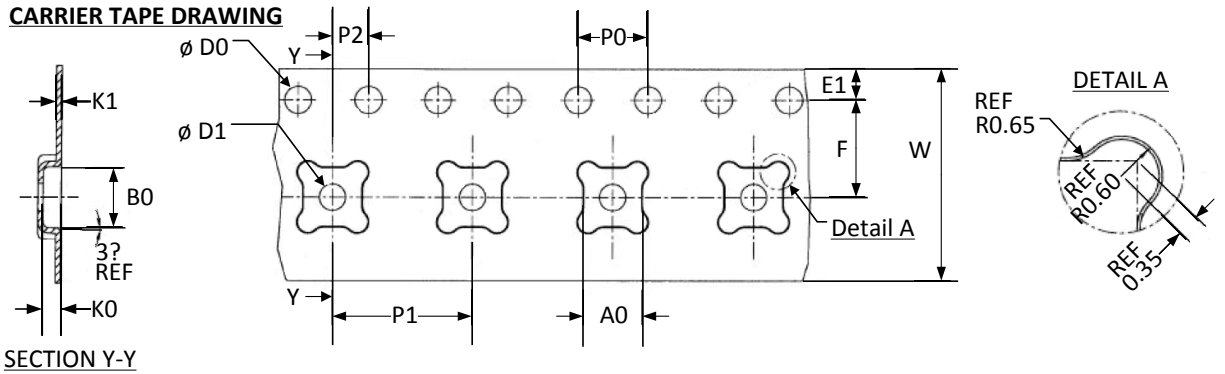 CARRIER TAPE DRAWING
Y
P2
P0
ø D0
E1
DETAIL A
K1
REF
R0.65
ø D1
F
W
B0
REF
R0.60
3?
REF
Detail A
REF
0.35
Y
K0
P1
A0
SECTION Y-Y